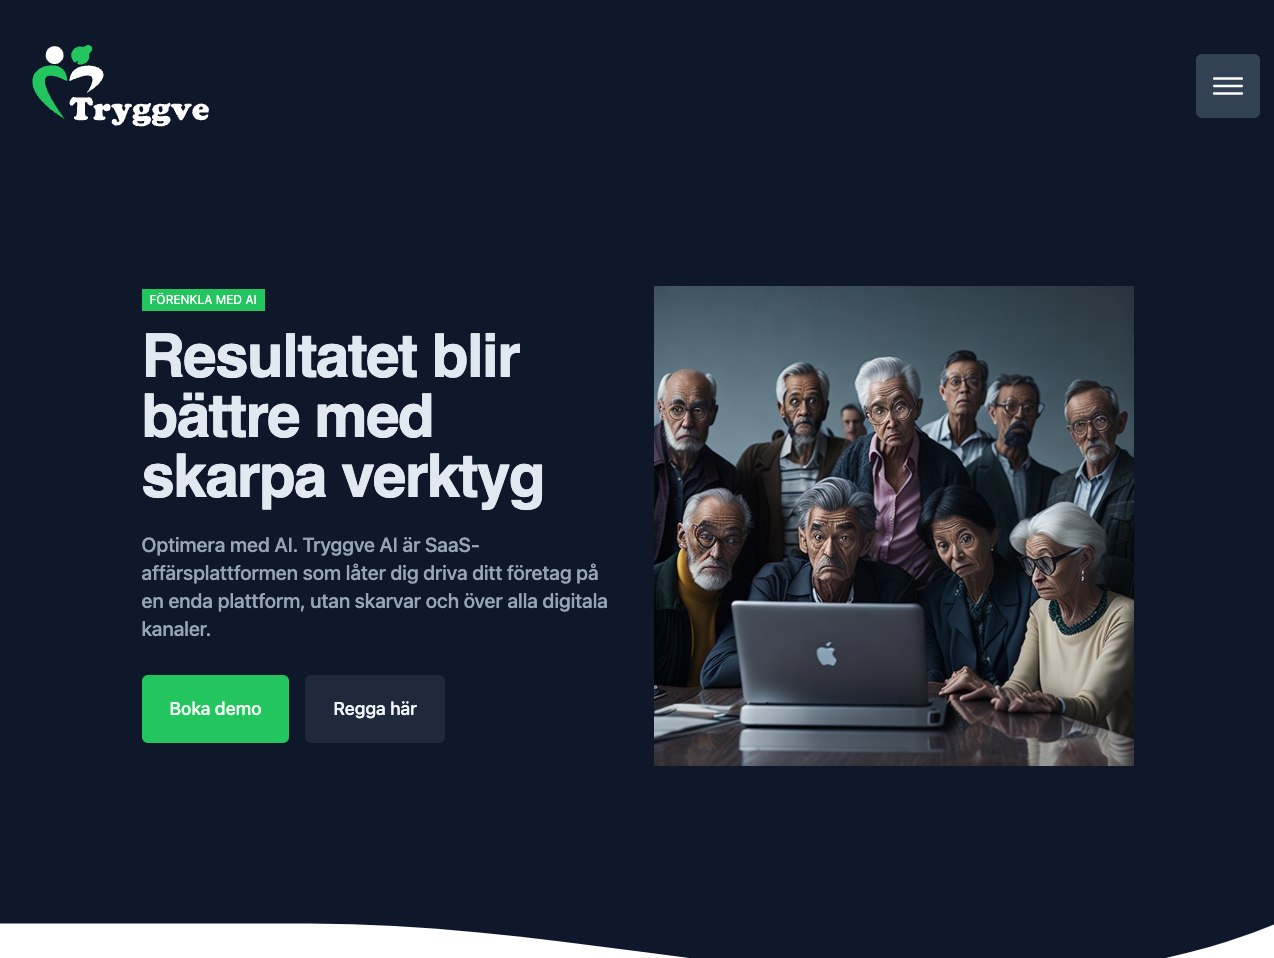 Tryggve
FÖRENKLA MED AI
Resultatet blir
bättre med
skarpa verktyg
Optimera med AI. Tryggve AI är SaaS-
affärsplattformen som låter dig driva ditt företag på
en enda plattform, utan skarvar och över alla digitala
kanaler.
Boka demo
Regga här